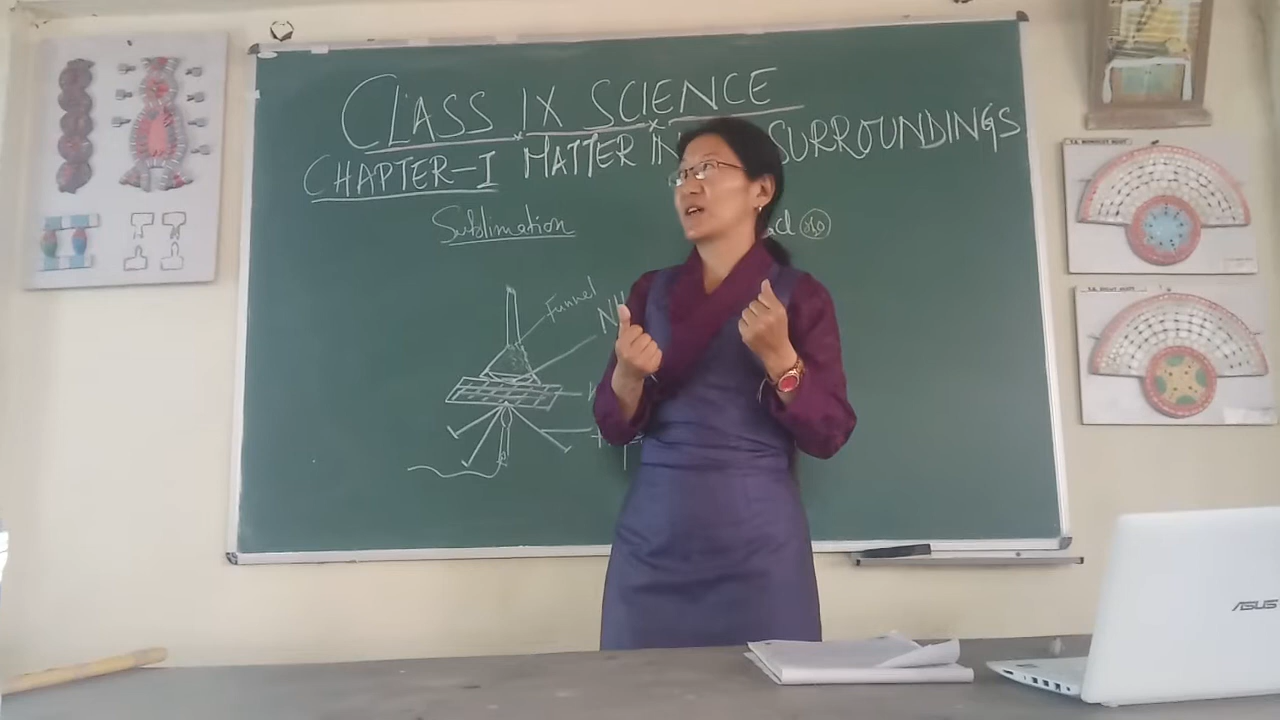 CLASS IX SCIENCE
CHAPTER-I MATTER IN SURROUNDINGS
Sublimation
Funnel
ASUS